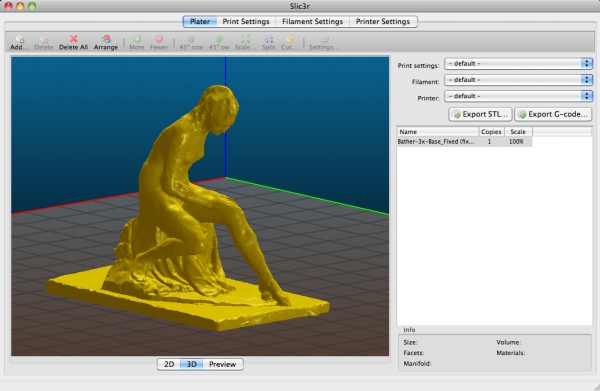 Slic3r
Plater Print Settings Filament Settings Printer Settings
Add... Delete Delete All Arrange More Fewer 45° ccw 45° cw Scale... Split Cut... Settings...
Print settings: - default -
Filament: - default -
Printer: - default -
Export STL... Export G-code...
Name Copies Scale
Bather-3x-Base_Fixed (fix... 1 100%
Info
Size: Volume:
Facets: Materials:
Manifold:
2D 3D Preview